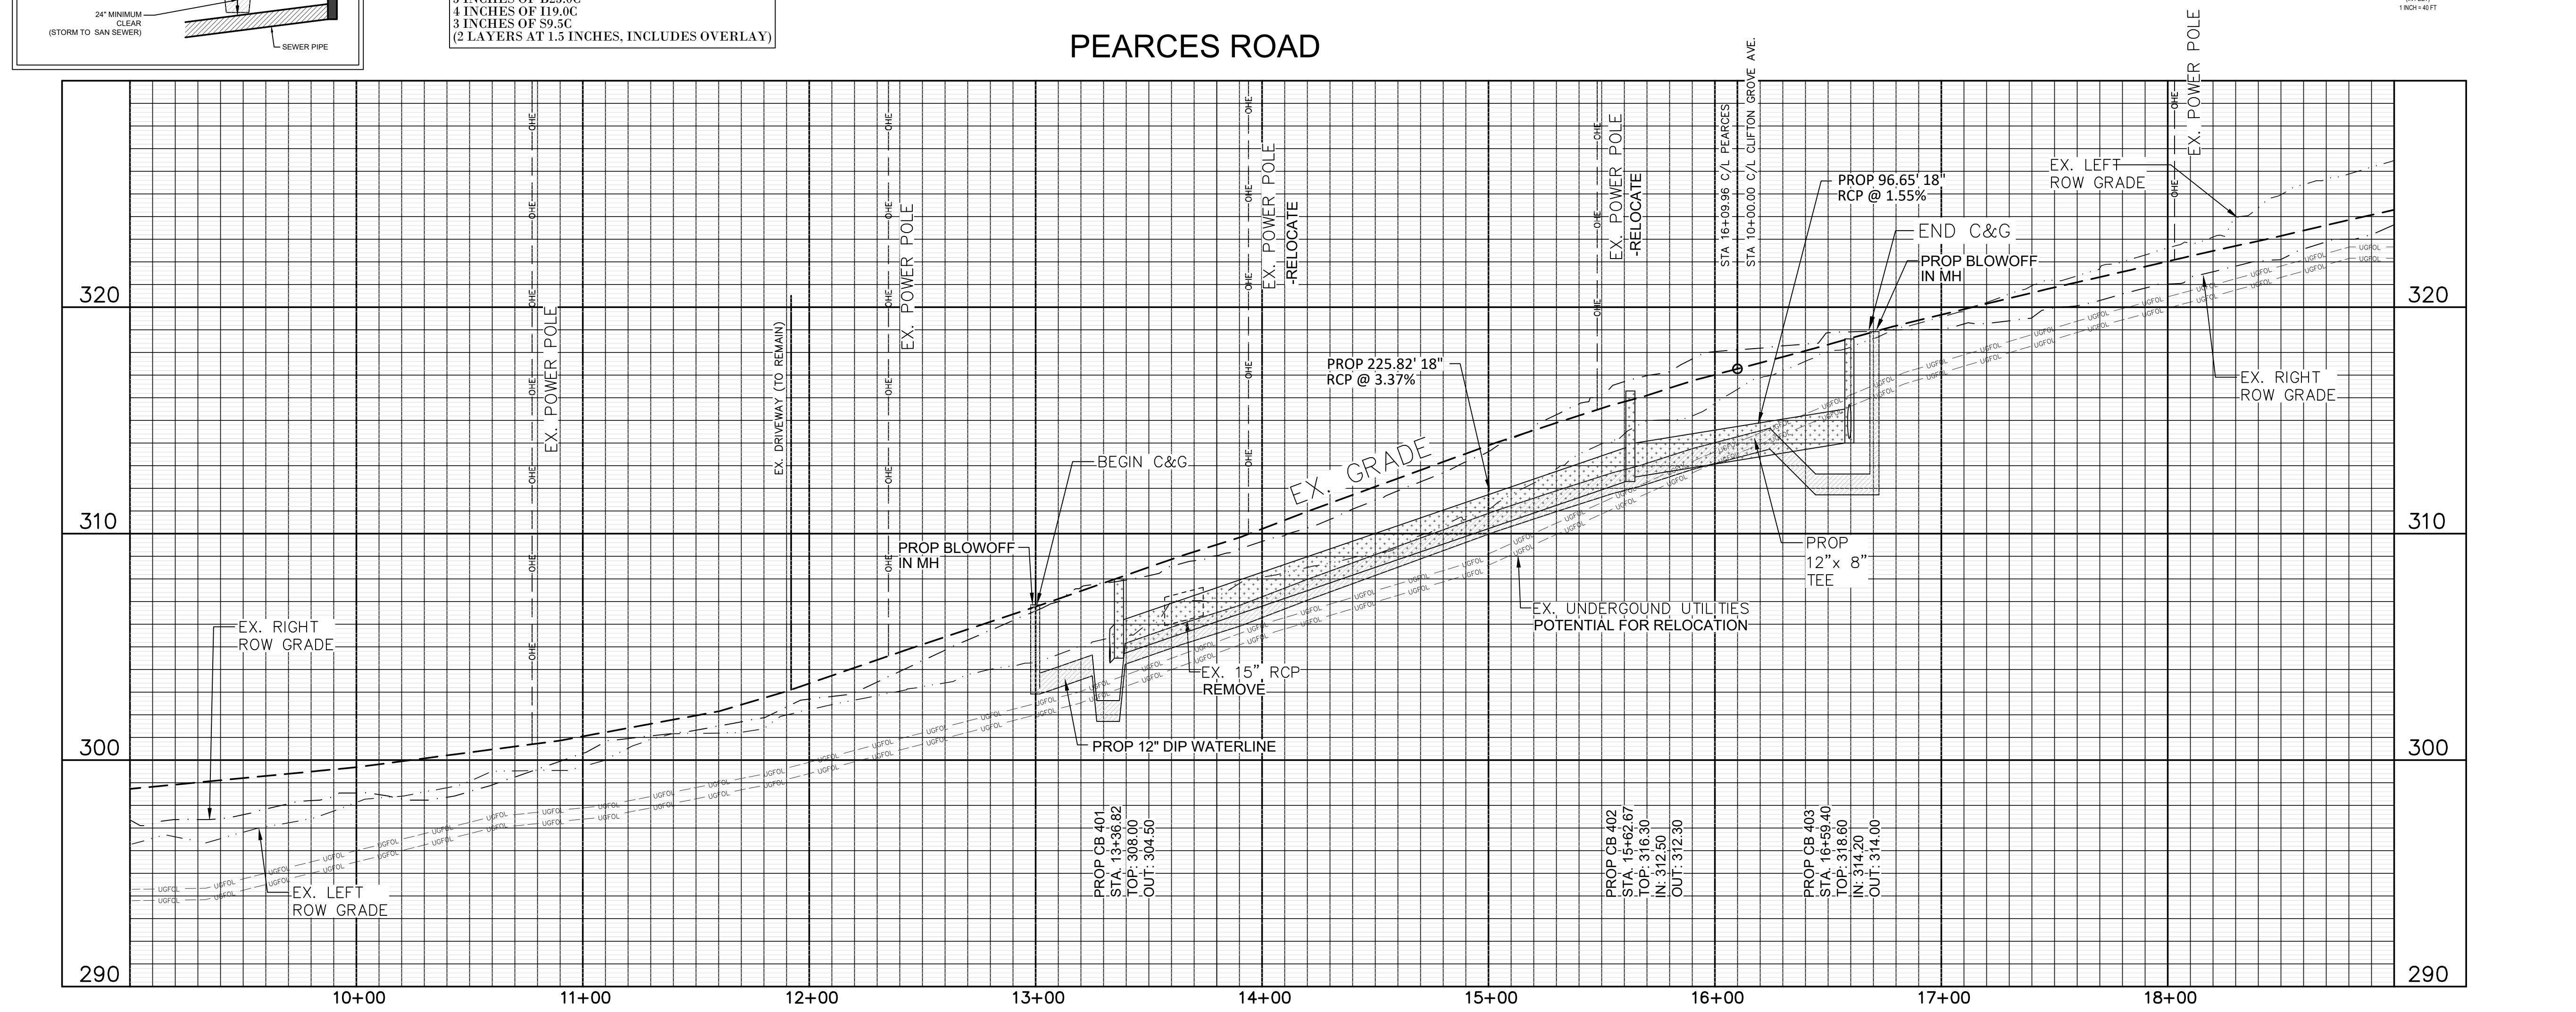 24" MINIMUM
CLEAR
(STORM TO SAN SEWER)
SEWER PIPE
4 INCHES OF I19.0C
3 INCHES OF S9.5C
(2 LAYERS AT 1.5 INCHES, INCLUDES OVERLAY)
PEARCES ROAD
1 INCH = 40 FT
OHE
EX. POWER POLE
EX. DRIVEWAY (TO REMAIN)
OHE
EX. POWER POLE
OHE
EX. POWER POLE
-RELOCATE
OHE
EX. POWER POLE
-RELOCATE
STA 16+09.96 C/L PEARCES
STA 10+00.00 C/L CLIFTON GROVE AVE.
OHE
EX. POWER POLE
PROP 96.65' 18"
RCP @ 1.55%
END C&G
PROP BLOWOFF
IN MH
EX. LEFT
ROW GRADE
EX. RIGHT
ROW GRADE
PROP 225.82' 18"
RCP @ 3.37%
EX. GRADE
BEGIN C&G
PROP BLOWOFF
IN MH
PROP
12"x 8"
TEE
EX. UNDERGOUND UTILITIES
POTENTIAL FOR RELOCATION
EX. 15" RCP
REMOVE
PROP 12" DIP WATERLINE
EX. RIGHT
ROW GRADE
EX. LEFT
ROW GRADE
UGFOL
PROP CB 401
STA. 13+36.82
TOP: 308.00
OUT: 304.50
PROP CB 402
STA. 15+62.67
TOP: 316.30
IN: 312.50
OUT: 312.30
PROP CB 403
STA. 16+59.40
TOP: 318.60
IN: 314.20
OUT: 314.00
320
310
300
290
320
310
300
290
10+00
11+00
12+00
13+00
14+00
15+00
16+00
17+00
18+00